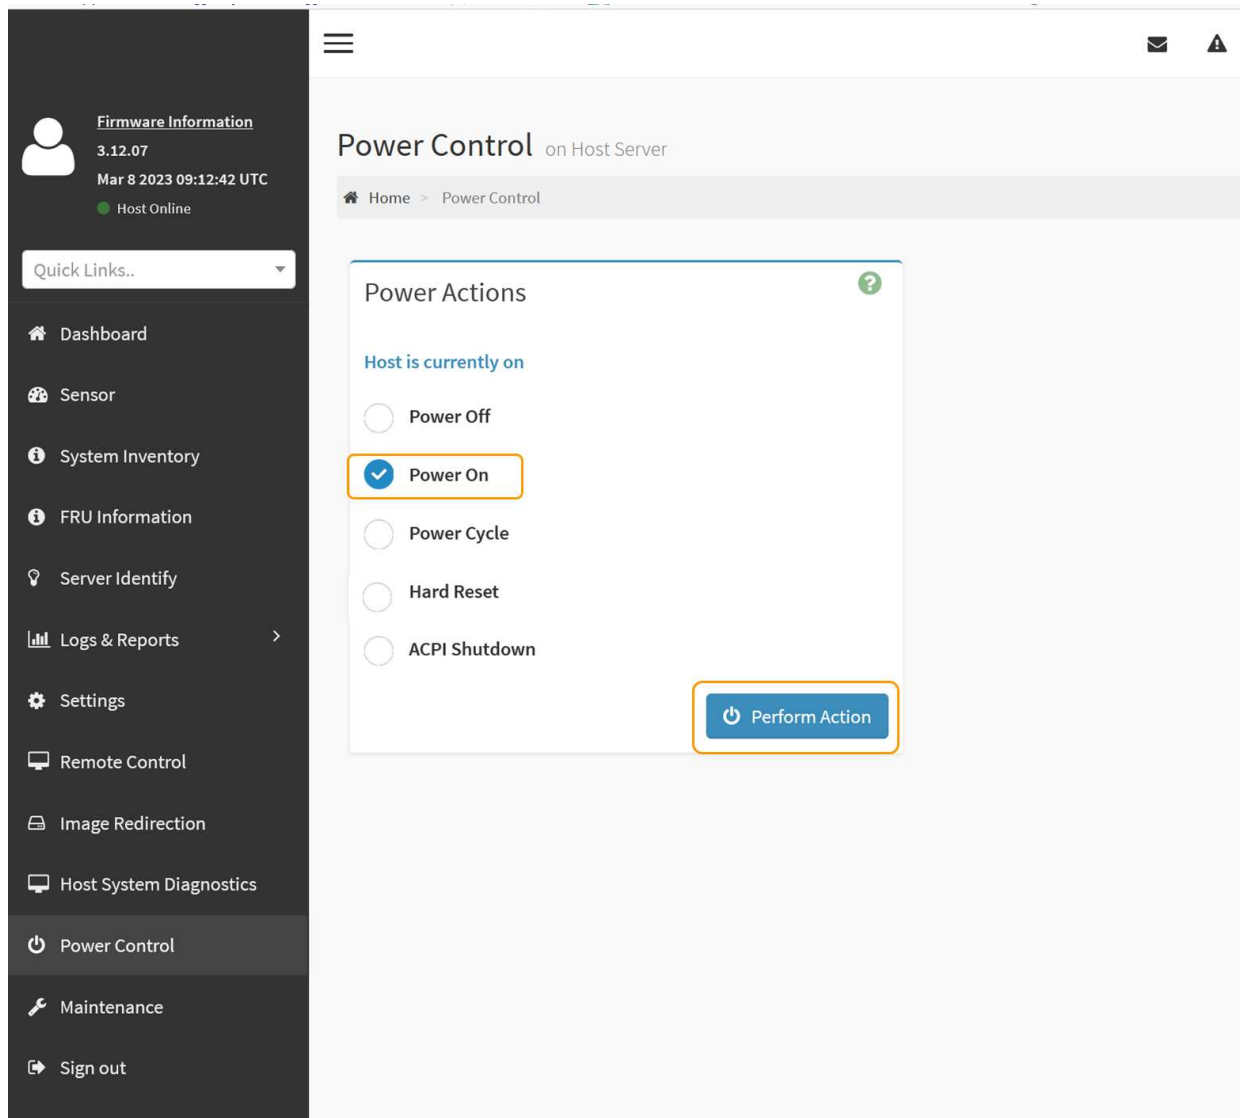 Firmware Information
3.12.07
Mar 8 2023 09:12:42 UTC
Host Online
Quick Links..
Dashboard
Sensor
System Inventory
FRU Information
Server Identify
Logs & Reports
Settings
Remote Control
Image Redirection
Host System Diagnostics
Power Control
Maintenance
Sign out
Power Control on Host Server
Home > Power Control
Power Actions
Host is currently on
Power Off
Power On
Power Cycle
Hard Reset
ACPI Shutdown
Perform Action